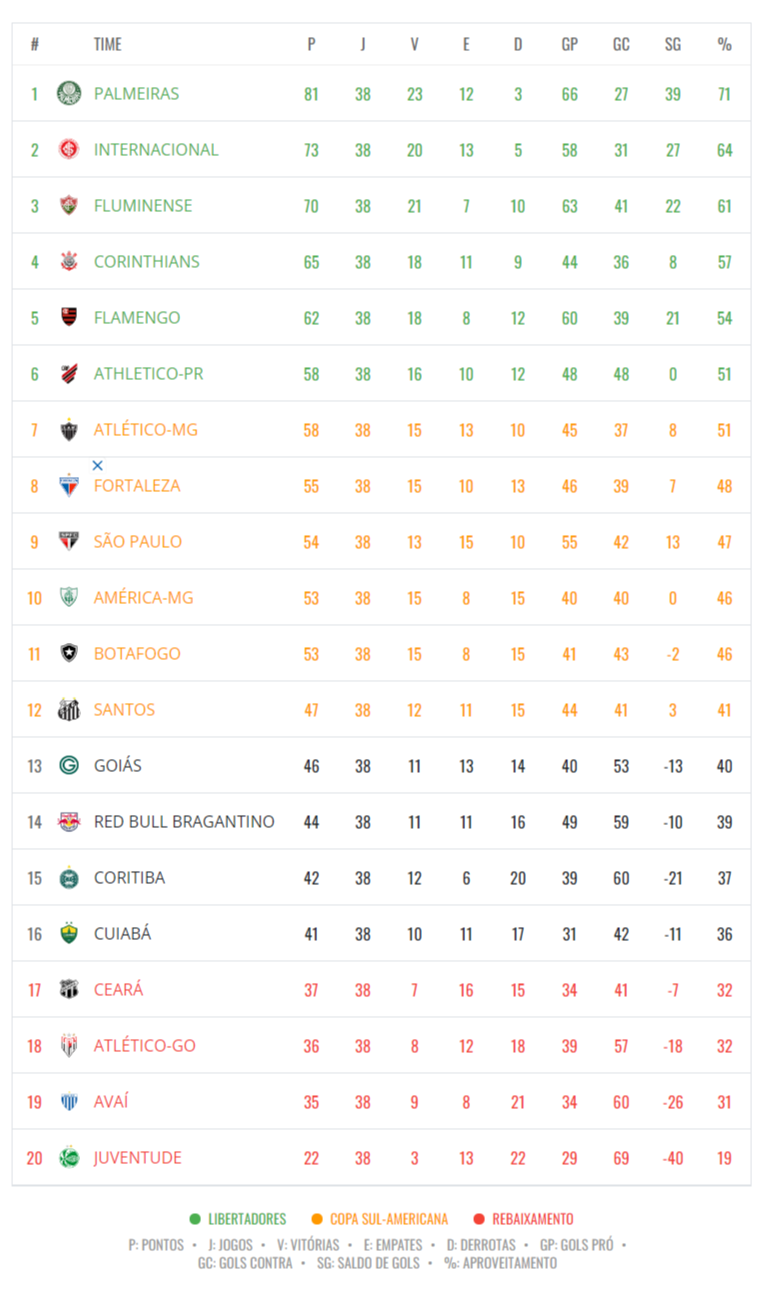 # TIME P J V E D GP GC SG %
1 PALMEIRAS 81 38 23 12 3 66 27 39 71
2 INTERNACIONAL 73 38 20 13 5 58 31 27 64
3 FLUMINENSE 70 38 21 7 10 63 41 22 61
4 CORINTHIANS 65 38 18 11 9 44 36 8 57
5 FLAMENGO 62 38 18 8 12 60 39 21 54
6 ATHLETICO-PR 58 38 16 10 12 48 48 0 51
7 ATLÉTICO-MG 58 38 15 13 10 45 37 8 51
8 FORTALEZA 55 38 15 10 13 46 39 7 48
9 SÃO PAULO 54 38 13 15 10 55 42 13 47
10 AMÉRICA-MG 53 38 15 8 15 40 40 0 46
11 BOTAFOGO 53 38 15 8 15 41 43 -2 46
12 SANTOS 47 38 12 11 15 44 41 3 41
13 GOIÁS 46 38 11 13 14 40 53 -13 40
14 RED BULL BRAGANTINO 44 38 11 11 16 49 59 -10 39
15 CORITIBA 42 38 12 6 20 39 60 -21 37
16 CUIABÁ 41 38 10 11 17 31 42 -11 36
17 CEARÁ 37 38 7 16 15 34 41 -7 32
18 ATLÉTICO-GO 36 38 8 12 18 39 57 -18 32
19 AVAÍ 35 38 9 8 21 34 60 -26 31
20 JUVENTUDE 22 38 3 13 22 29 69 -40 19
LIBERTADORES COPA SUL-AMERICANA REBAIXAMENTO
P: PONTOS • J: JOGOS • V: VITÓRIAS • E: EMPATES • D: DERROTAS • GP: GOLS PRÓ •
GC: GOLS CONTRA • SG: SALDO DE GOLS • %: APROVEITAMENTO